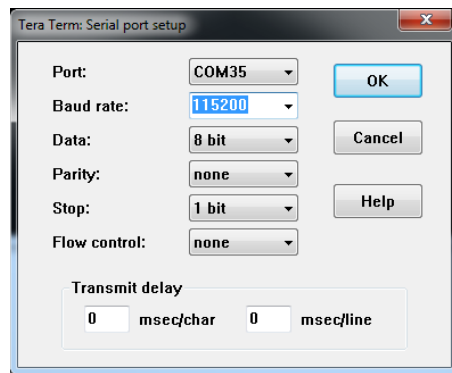 Tera Term: Serial port setup
Port: COM35
OK
Baud rate: 115200
Data: 8 bit
Cancel
Parity: none
Stop: 1 bit
Help
Flow control: none
Transmit delay
0 msec/char 0 msec/line